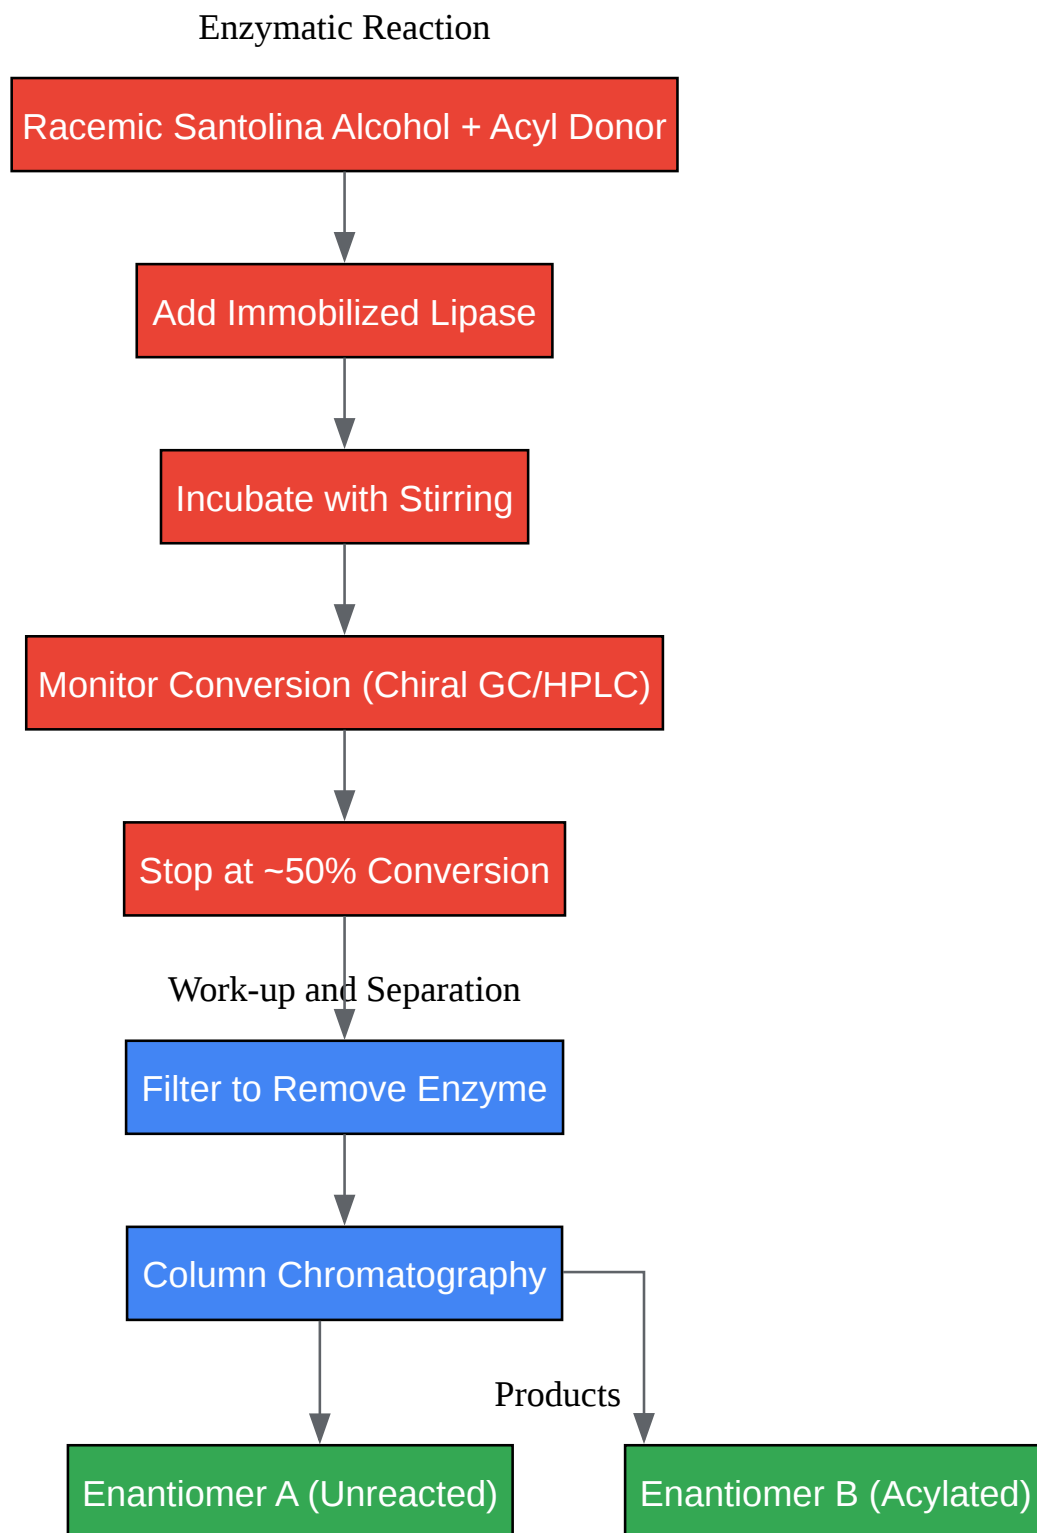 Enzymatic Reaction
Racemic Santolina Alcohol + Acyl Donor
Add Immobilized Lipase
Incubate with Stirring
Monitor Conversion (Chiral GC/HPLC)
Stop at ~50% Conversion
Work-up and Separation
Filter to Remove Enzyme
Column Chromatography
Products
Enantiomer A (Unreacted)
Enantiomer B (Acylated)